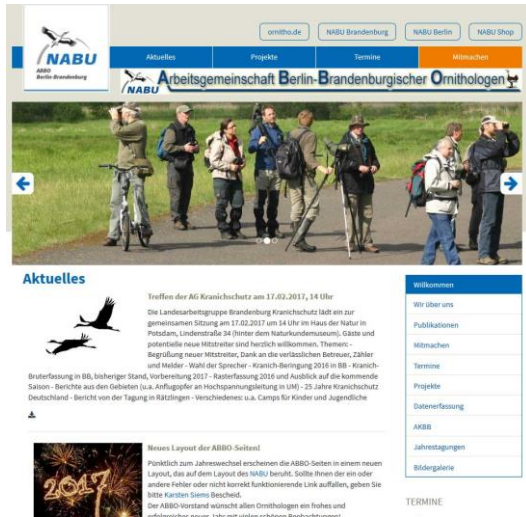 ornitho.de
NABU Brandenburg
NABU Berlin
NABU Shop
NABU
ABBO
Berlin-Brandenburg
Aktuelles
Projekte
Termine
Mitmachen
NABU
Arbeitsgemeinschaft Berlin-Brandenburgischer Ornithologen
Aktuelles
Treffen der AG Kranichschutz am 17.02.2017, 14 Uhr
Die Landesarbeitsgruppe Brandenburg Kranichschutz lädt ein zur
gemeinsamen Sitzung am 17.02.2017 um 14 Uhr im Haus der Natur in
Potsdam, Lindenstraße 34 (hinter dem Naturkundemuseum). Gäste und
potentielle neue Mitstreiter sind herzlich willkommen. Themen: -
Begrüßung neuer Mitstreiter, Dank an die verlässlichen Betreuer, Zähler
und Melder - Wahl der Sprecher - Kranich-Beringung 2016 in BB - Kranich-
Bruterfassung in BB, bisheriger Stand, Vorbereitung 2017 - Rasterfassung 2016 und Ausblick auf die kommende
Saison - Berichte aus den Gebieten (u.a. Anflugopfer an Hochspannungsleitung in UM) - 25 Jahre Kranichschutz
Deutschland - Bericht von der Tagung in Rätzlingen - Verschiedenes: u.a. Camps für Kinder und Jugendliche
2017
Neues Layout der ABBO-Seiten!
Pünktlich zum Jahreswechsel erscheinen die ABBO-Seiten in einem neuen
Layout, das auf dem Layout des NABU beruht. Sollte Ihnen der ein oder
andere Fehler oder nicht korrekt funktionierende Link auffallen, geben Sie
bitte Karsten Siems Bescheid.
Der ABBO-Vorstand wünscht allen Ornithologen ein frohes und
erfolgreiches neues Jahr mit vielen schönen Beobachtungen!
Willkommen
Wir über uns
Publikationen
Mitmachen
Termine
Projekte
Datenerfassung
AKBB
Jahrestagungen
Bildergalerie
TERMINE